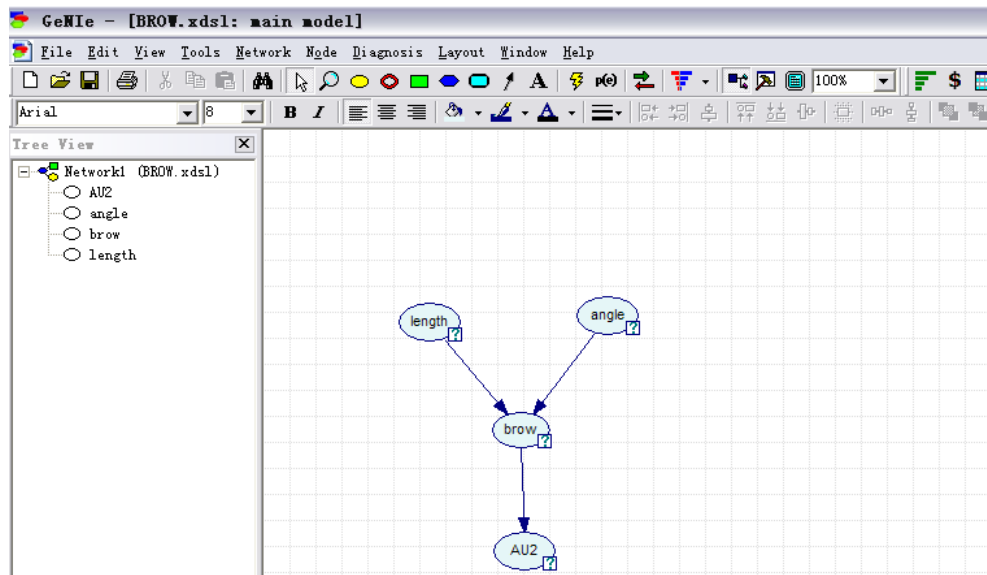 GeNIe - [BROW.xdsl: main model]
File Edit View Tools Network Node Diagnosis Layout Window Help
A P(e) 100% $
Arial 8 B I A
Tree View
Network1 (BROW.xdsl)
AU2
angle
brow
length
length ?
angle ?
brow ?
AU2 ?